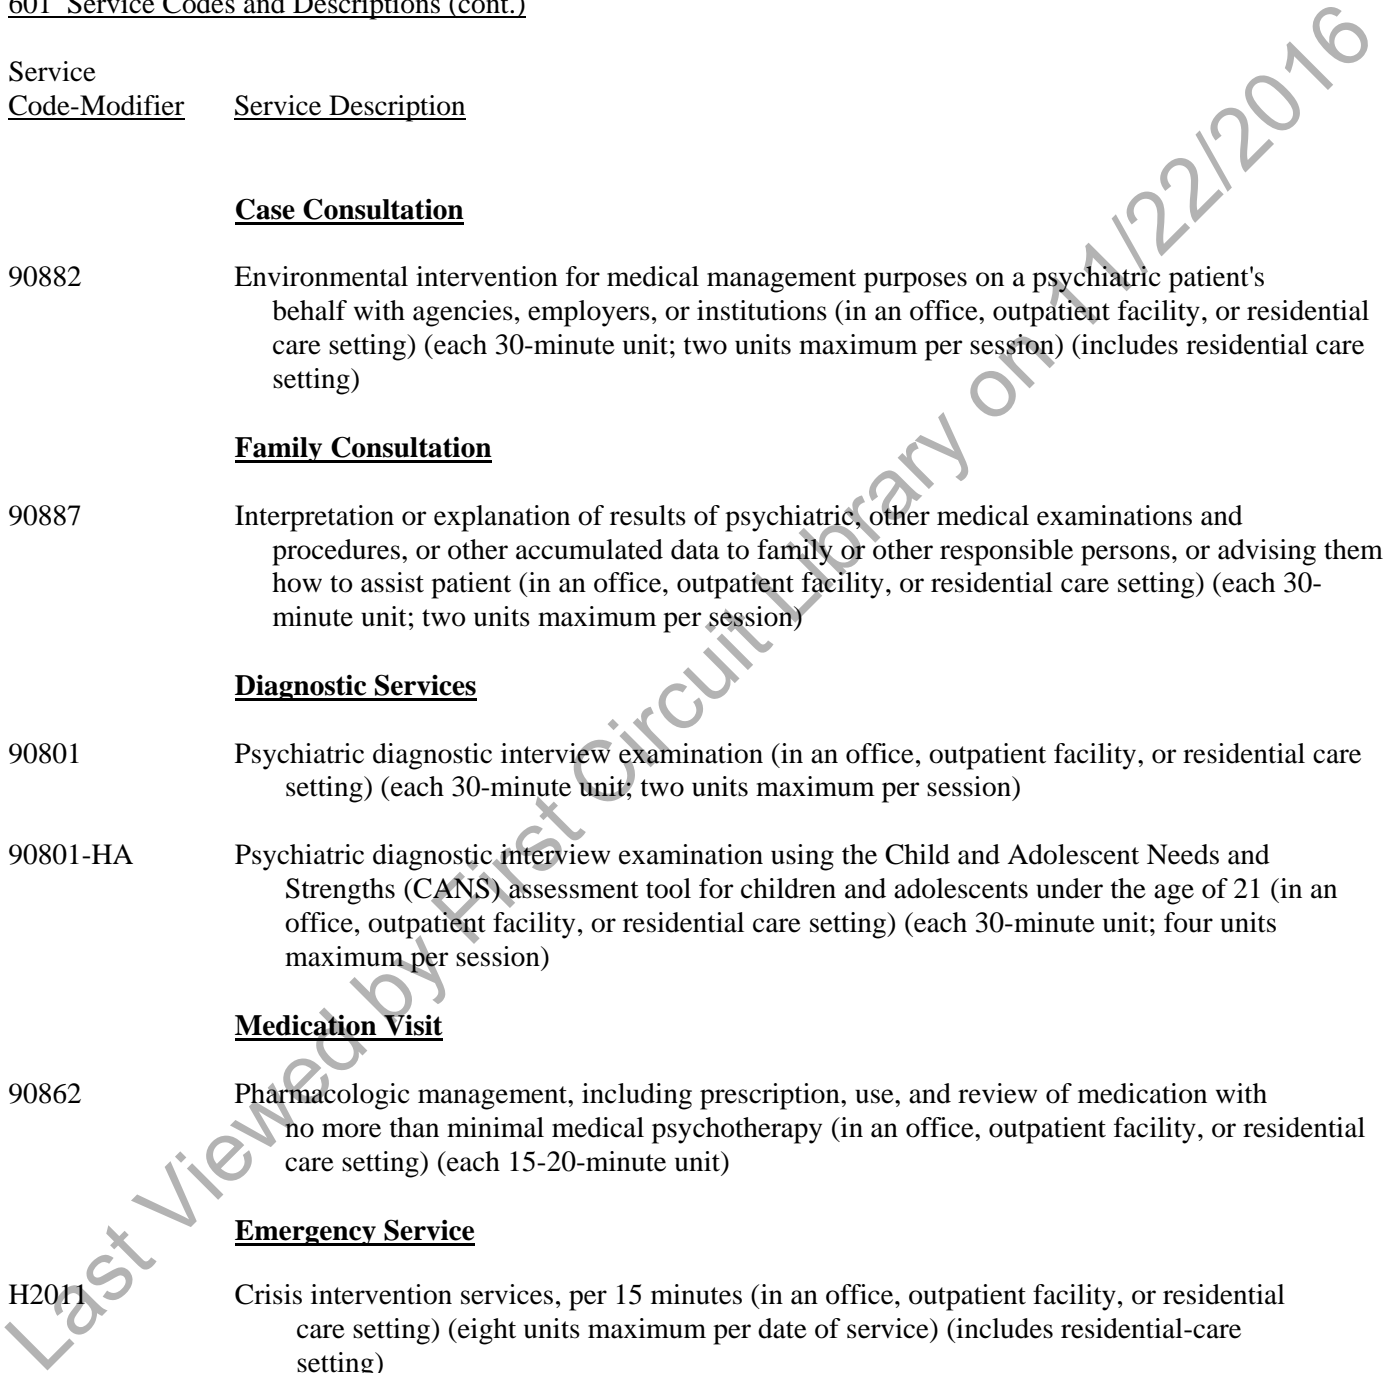 601 Service Codes and Descriptions (cont.)
Service
Code-Modifier Service Description
Case Consultation
90882 Environmental intervention for medical management purposes on a psychiatric patient's
behalf with agencies, employers, or institutions (in an office, outpatient facility, or residential
care setting) (each 30-minute unit; two units maximum per session) (includes residential care
setting)
Family Consultation
90887 Interpretation or explanation of results of psychiatric, other medical examinations and
procedures, or other accumulated data to family or other responsible persons, or advising them
how to assist patient (in an office, outpatient facility, or residential care setting) (each 30-
minute unit; two units maximum per session)
Diagnostic Services
90801 Psychiatric diagnostic interview examination (in an office, outpatient facility, or residential care
setting) (each 30-minute unit; two units maximum per session)
90801-HA Psychiatric diagnostic interview examination using the Child and Adolescent Needs and
Strengths (CANS) assessment tool for children and adolescents under the age of 21 (in an
office, outpatient facility, or residential care setting) (each 30-minute unit; four units
maximum per session)
Medication Visit
90862 Pharmacologic management, including prescription, use, and review of medication with
no more than minimal medical psychotherapy (in an office, outpatient facility, or residential
care setting) (each 15-20-minute unit)
Emergency Service
H2011 Crisis intervention services, per 15 minutes (in an office, outpatient facility, or residential
care setting) (eight units maximum per date of service) (includes residential-care
setting)
Last Viewed by First Circuit Library on 11/22/2016